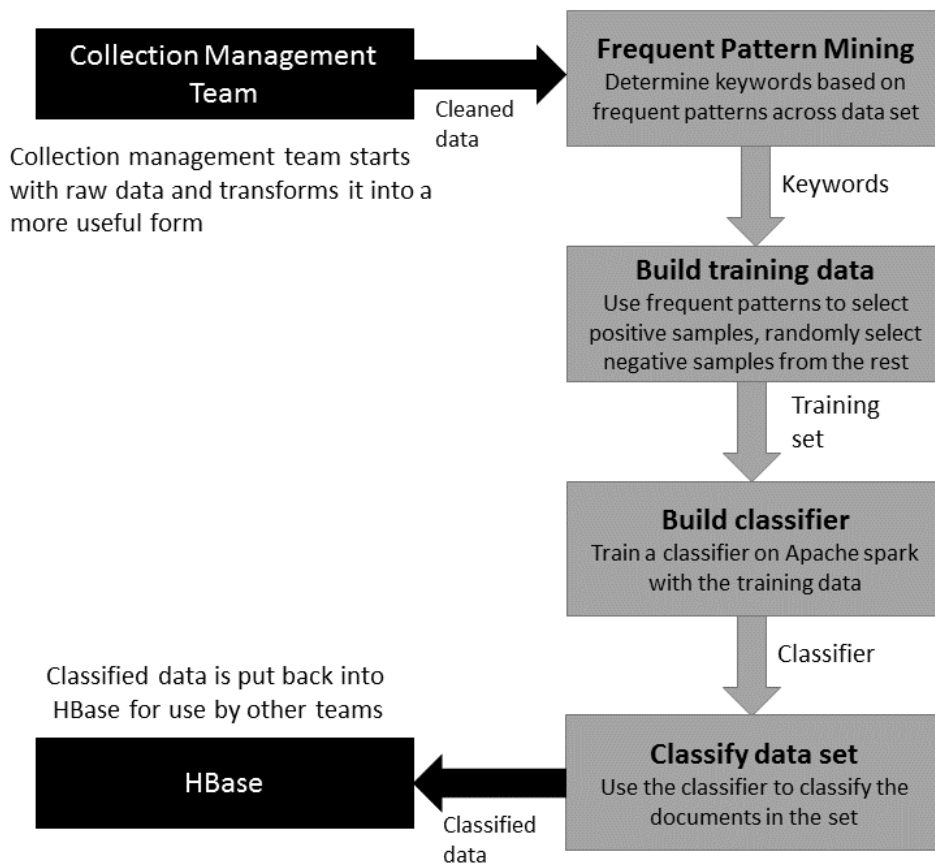 Collection Management
Team
Cleaned
data
Frequent Pattern Mining
Determine keywords based on
frequent patterns across data set
Collection management team starts
with raw data and transforms it into a
more useful form
Keywords
Build training data
Use frequent patterns to select
positive samples, randomly select
negative samples from the rest
Training
set
Build classifier
Train a classifier on Apache spark
with the training data
Classifier
Classify data set
Use the classifier to classify the
documents in the set
Classified
data
Classified data is put back into
HBase for use by other teams
HBase